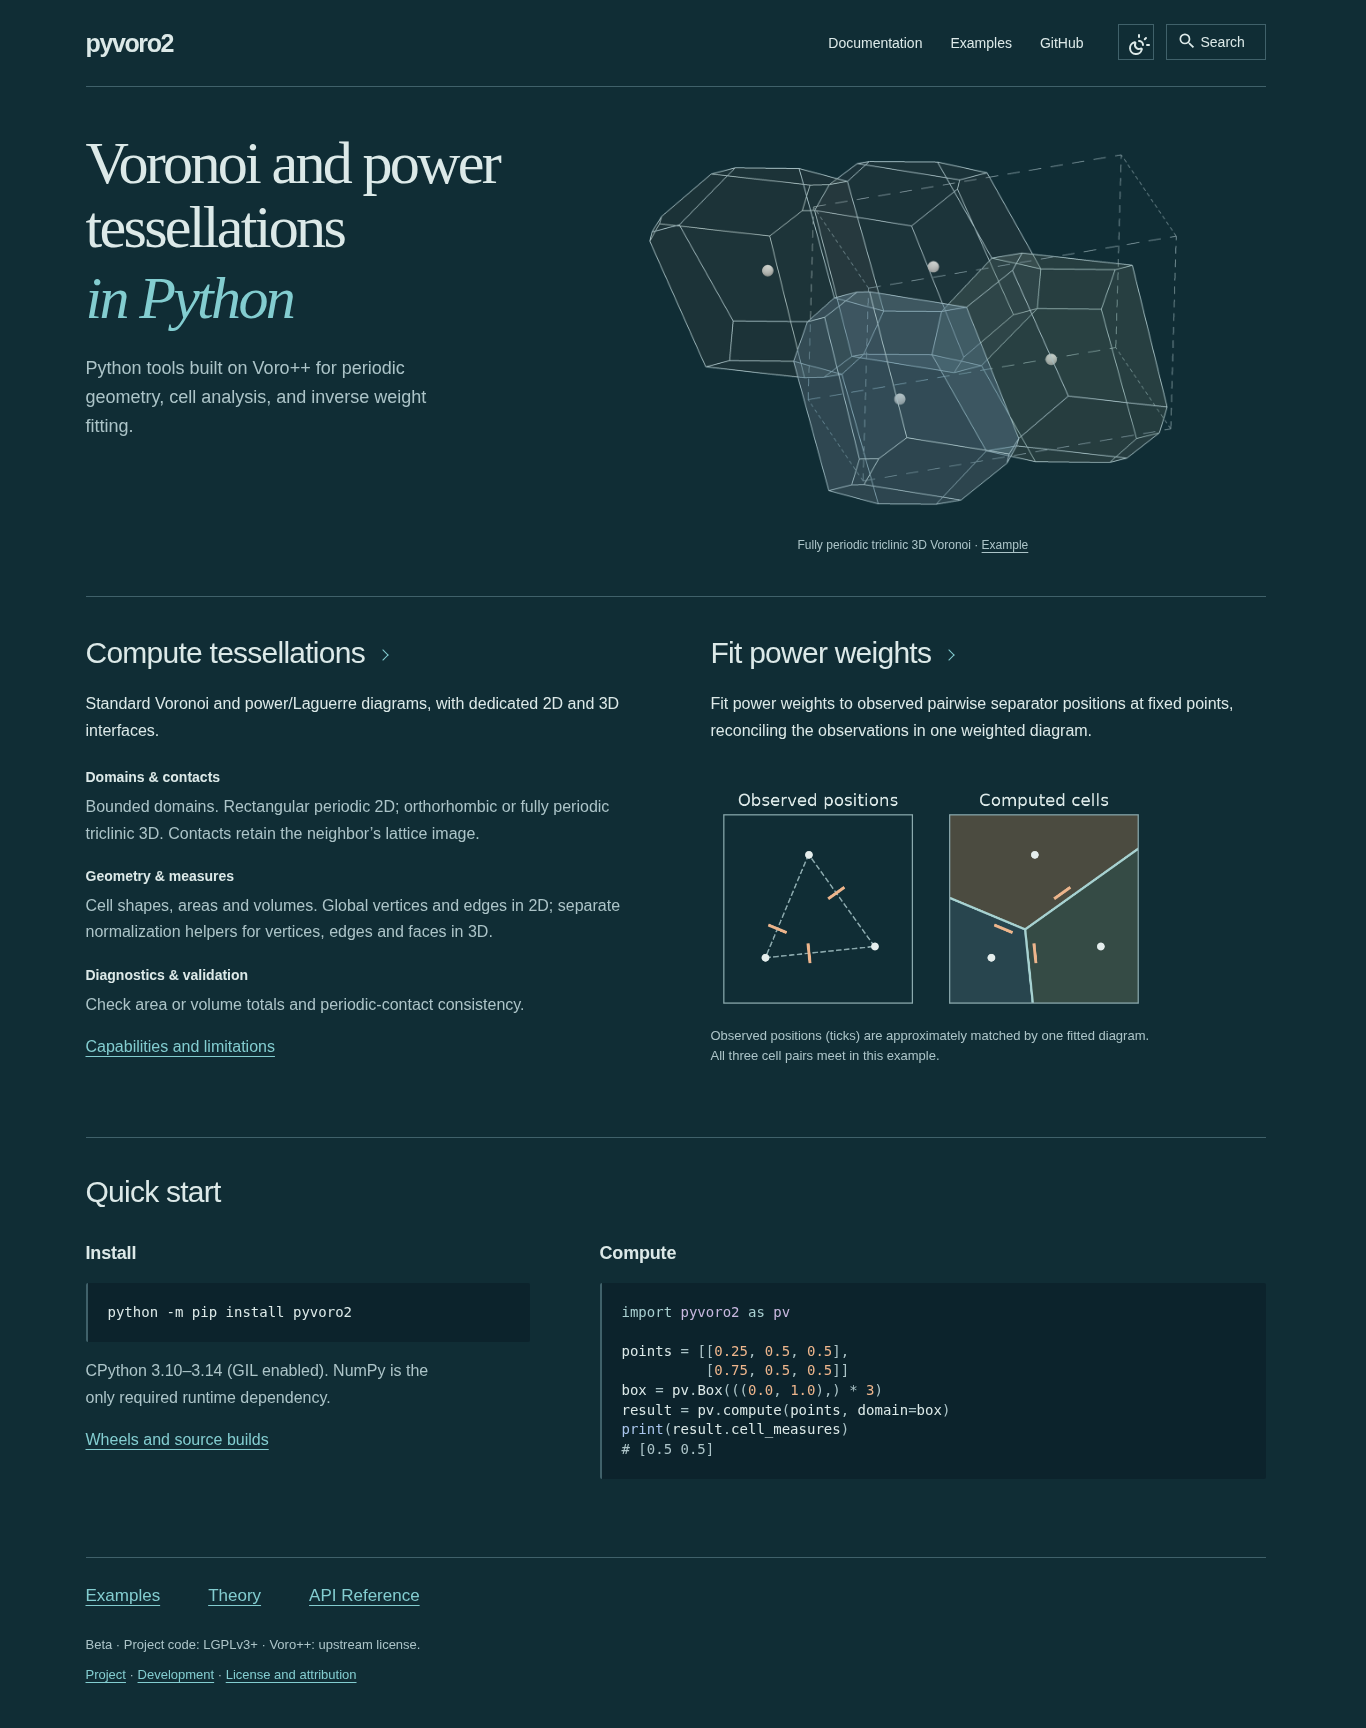 pyvoro2
Documentation Examples GitHub Search
Voronoi and power
tessellations
in Python
Python tools built on Voro++ for periodic
geometry, cell analysis, and inverse weight
fitting.
Fully periodic triclinic 3D Voronoi · Example
Compute tessellations
Standard Voronoi and power/Laguerre diagrams, with dedicated 2D and 3D
interfaces.
Domains & contacts
Bounded domains. Rectangular periodic 2D; orthorhombic or fully periodic
triclinic 3D. Contacts retain the neighbor’s lattice image.
Geometry & measures
Cell shapes, areas and volumes. Global vertices and edges in 2D; separate
normalization helpers for vertices, edges and faces in 3D.
Diagnostics & validation
Check area or volume totals and periodic-contact consistency.
Capabilities and limitations
Fit power weights
Fit power weights to observed pairwise separator positions at fixed points,
reconciling the observations in one weighted diagram.
Observed positions Computed cells
Observed positions (ticks) are approximately matched by one fitted diagram.
All three cell pairs meet in this example.
Quick start
Install
python -m pip install pyvoro2
CPython 3.10–3.14 (GIL enabled). NumPy is the
only required runtime dependency.
Wheels and source builds
Compute
import pyvoro2 as pv
points = [[0.25, 0.5, 0.5],
          [0.75, 0.5, 0.5]]
box = pv.Box(((0.0, 1.0),) * 3)
result = pv.compute(points, domain=box)
print(result.cell_measures)
# [0.5 0.5]
Examples Theory API Reference
Beta · Project code: LGPLv3+ · Voro++: upstream license.
Project · Development · License and attribution